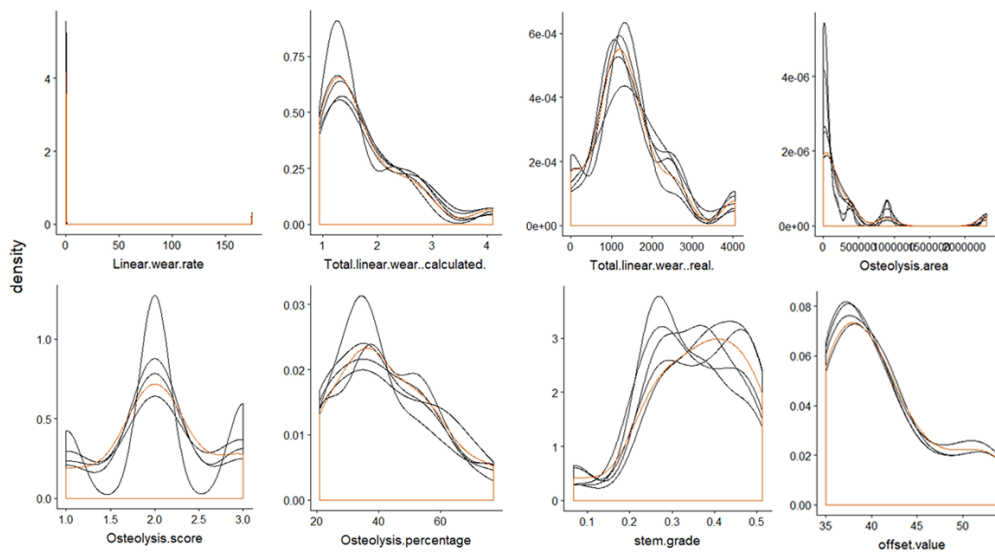 density
4
2
0
0 50 100 150
Linear.wear.rate
0.75
0.50
0.25
0.00
1 2 3 4
Total.linear.wear..calculated.
6e-04
4e-04
2e-04
0e+00
0 1000 2000 3000 4000
Total.linear.wear..real.
4e-06
2e-06
0e+00
0 500000 1000000 1500000 2000000
Osteolysis.area
1.0
0.5
0.0
1.0 1.5 2.0 2.5 3.0
Osteolysis.score
0.03
0.02
0.01
0.00
20 40 60
Osteolysis.percentage
3
2
1
0
0.1 0.2 0.3 0.4 0.5
stem.grade
0.08
0.06
0.04
0.02
0.00
35 40 45 50
offset.value